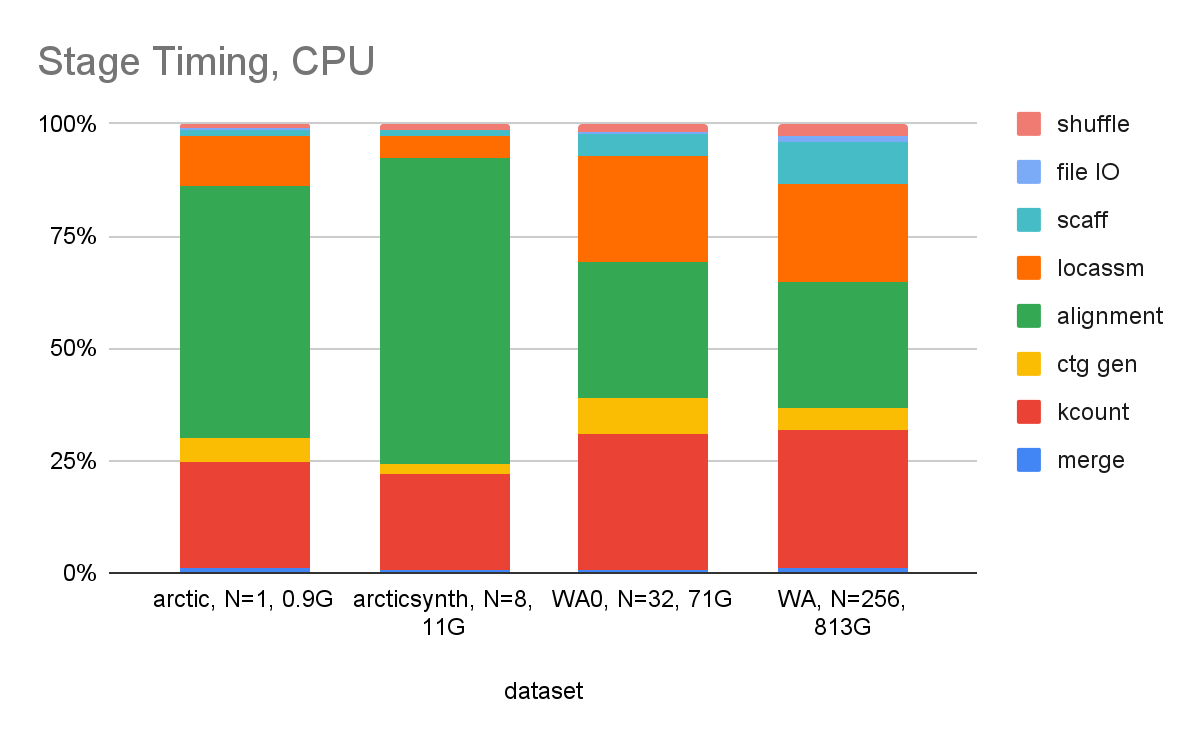 Stage Timing, CPU
100%
75%
50%
25%
0%
shuffle
file IO
scaff
locassm
alignment
ctg gen
kcount
merge
arctic, N=1, 0.9G
arcticsynth, N=8,
11G
WA0, N=32, 71G
WA, N=256,
813G
dataset